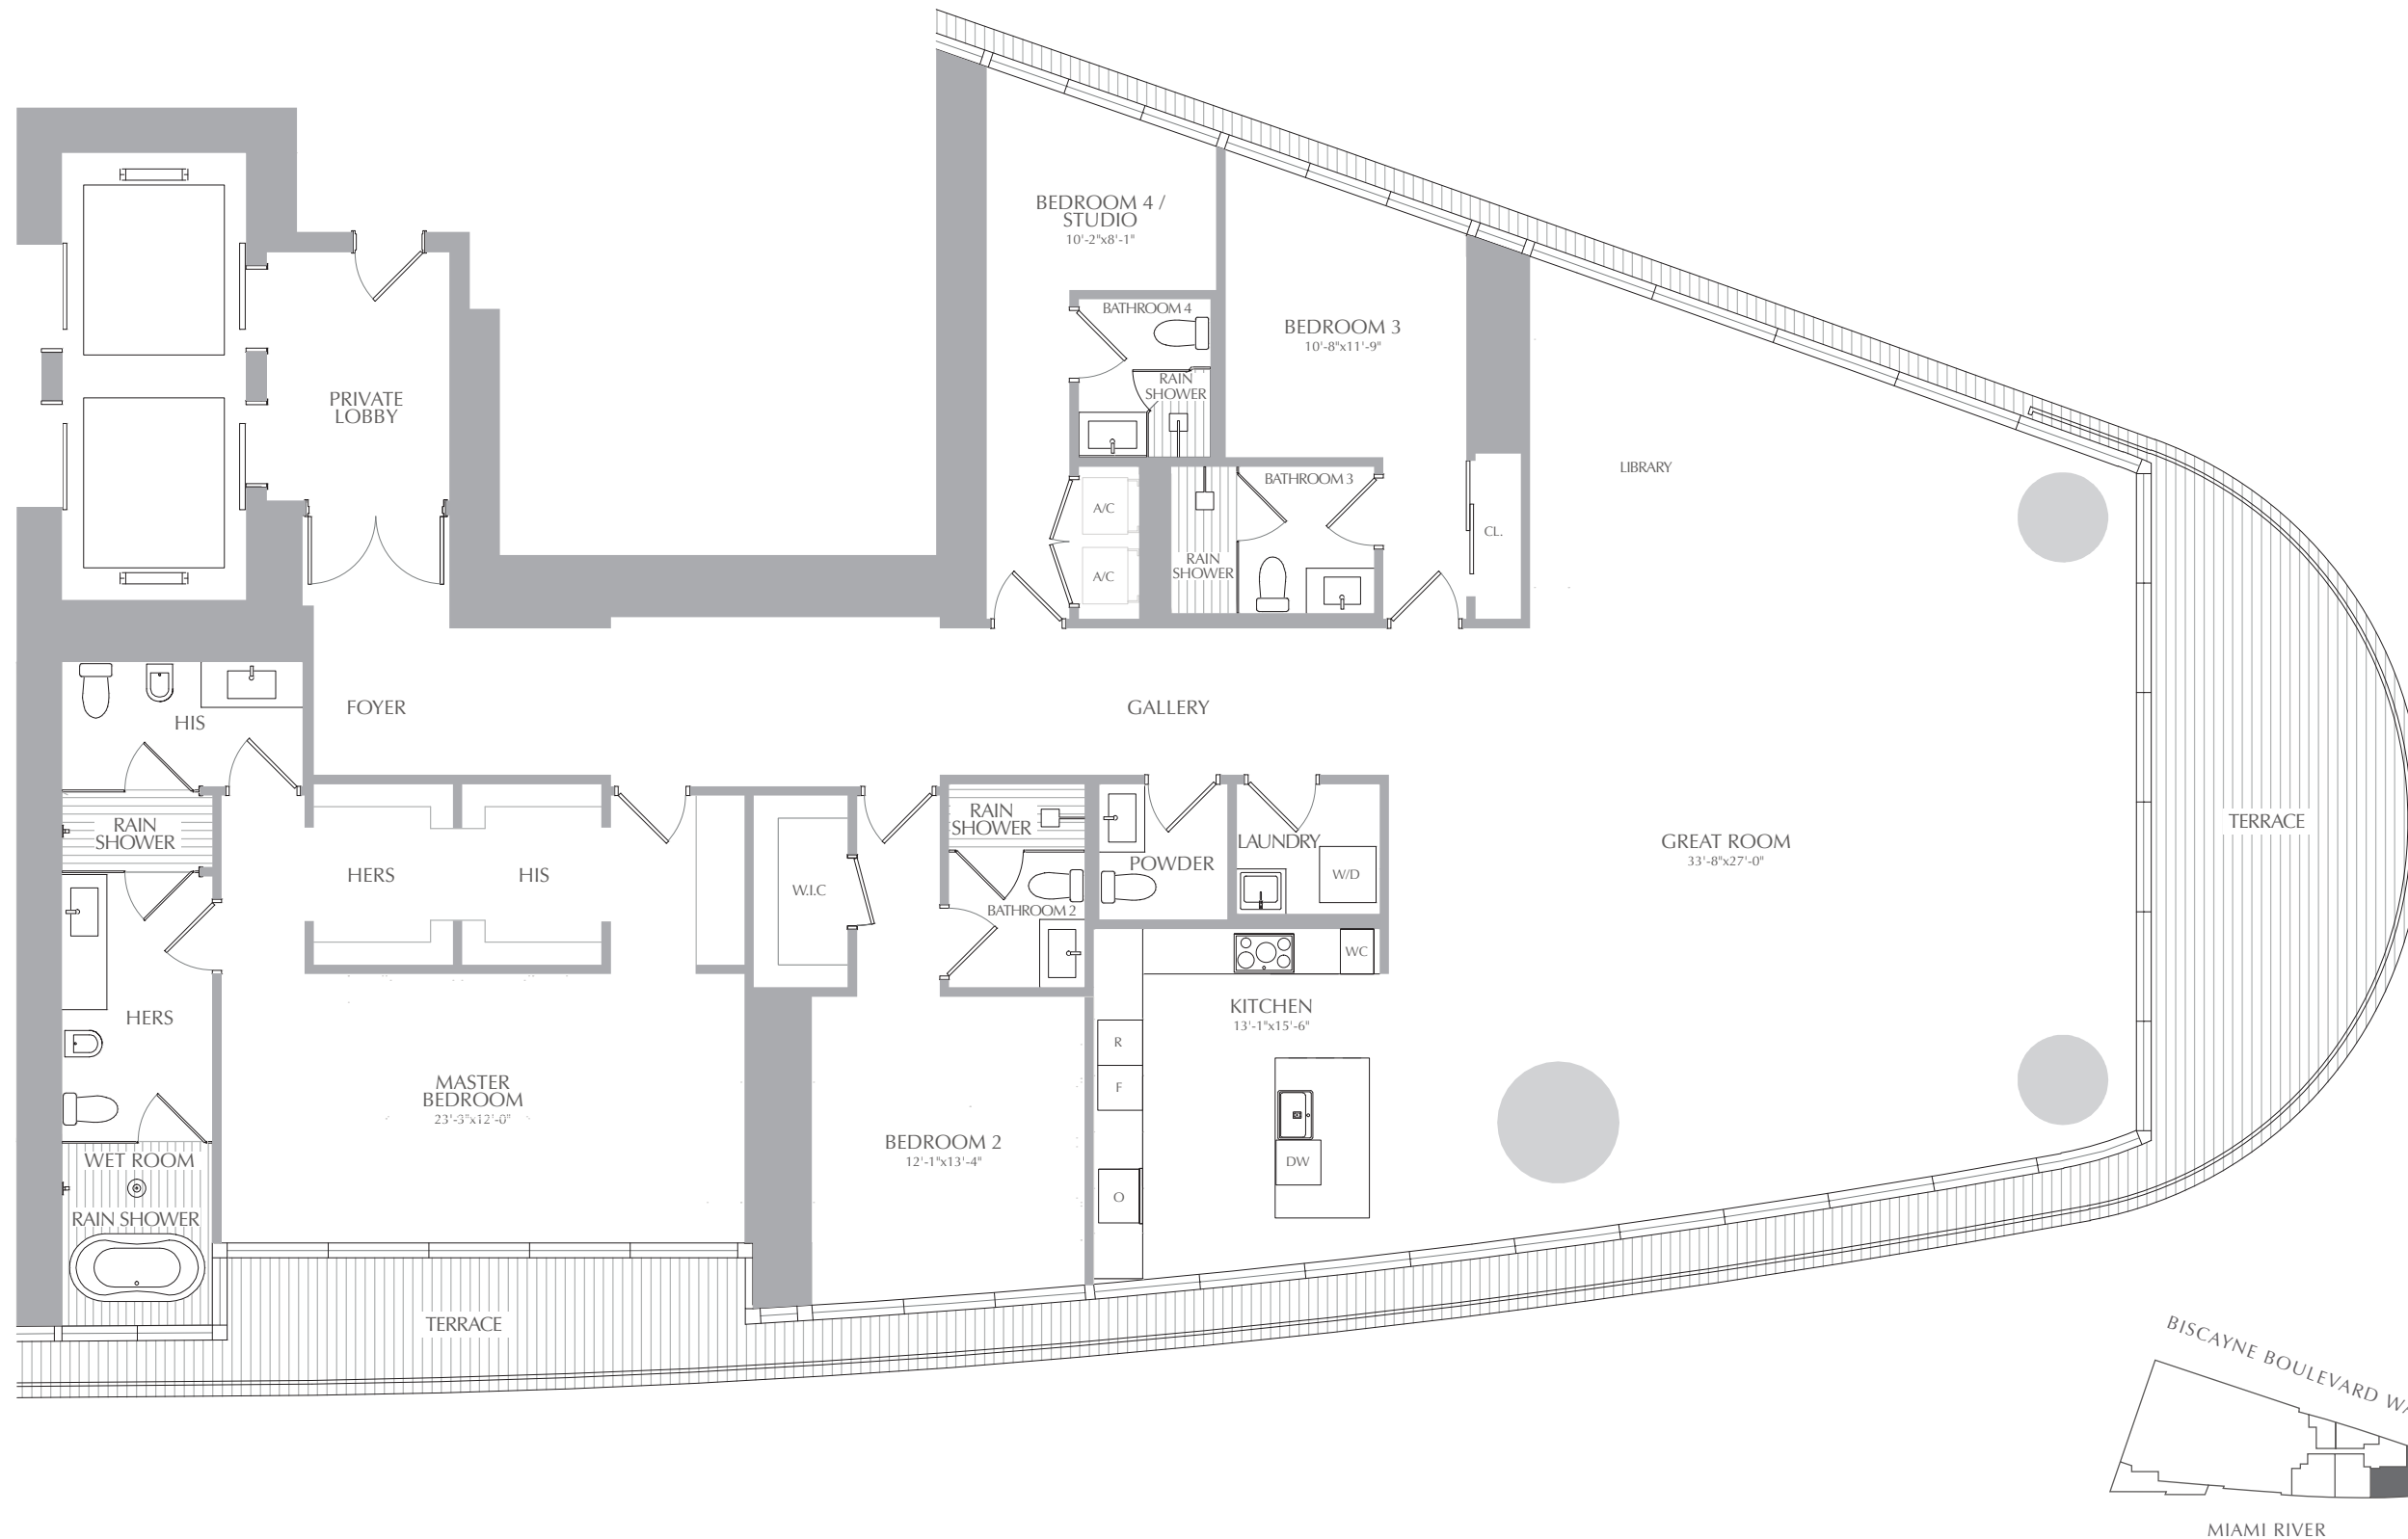 BEDROOM 4 /
STUDIO
10'-2"x8'-1"
BATHROOM 4
RAIN
SHOWER
BEDROOM 3
10'-8"x11'-9"
PRIVATE
LOBBY
LIBRARY
BATHROOM 3
A/C
A/C
RAIN
SHOWER
CL.
FOYER
GALLERY
HIS
RAIN
SHOWER
HERS
HIS
W.I.C
RAIN
SHOWER
BATHROOM 2
POWDER
LAUNDRY
W/D
GREAT ROOM
33'-8"x27'-0"
TERRACE
WC
KITCHEN
13'-1"x15'-6"
R
F
O
DW
HERS
MASTER
BEDROOM
23'-3"x12'-0"
BEDROOM 2
12'-1"x13'-4"
WET ROOM
RAIN SHOWER
TERRACE
BISCAYNE BOULEVARD WA
MIAMI RIVER